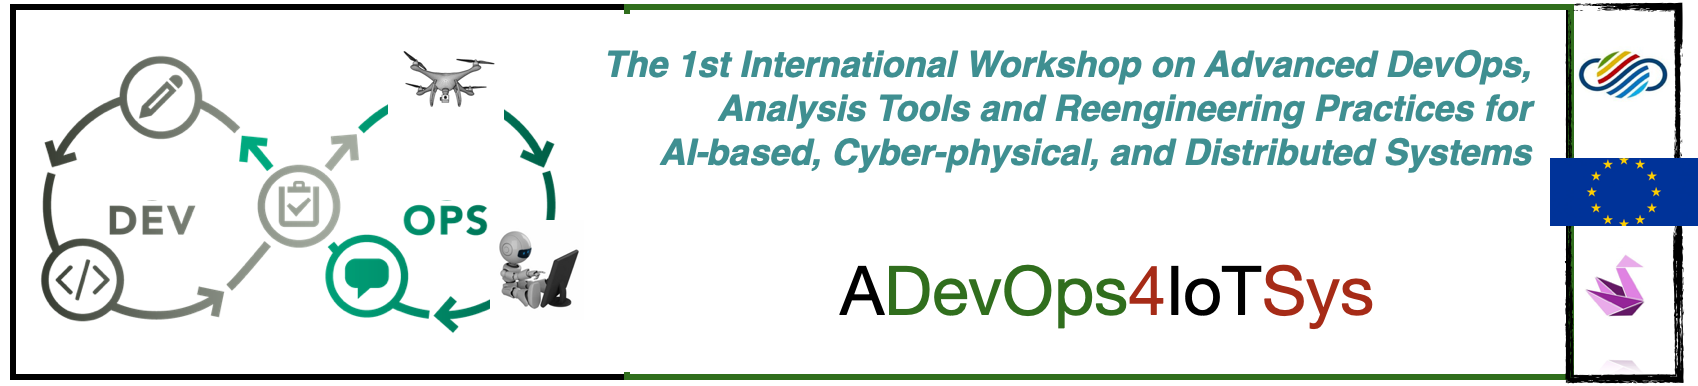 The 1st International Workshop on Advanced DevOps,
Analysis Tools and Reengineering Practices for
AI-based, Cyber-physical, and Distributed Systems
DEV
OPS
</>
ADevOps4IoTSys